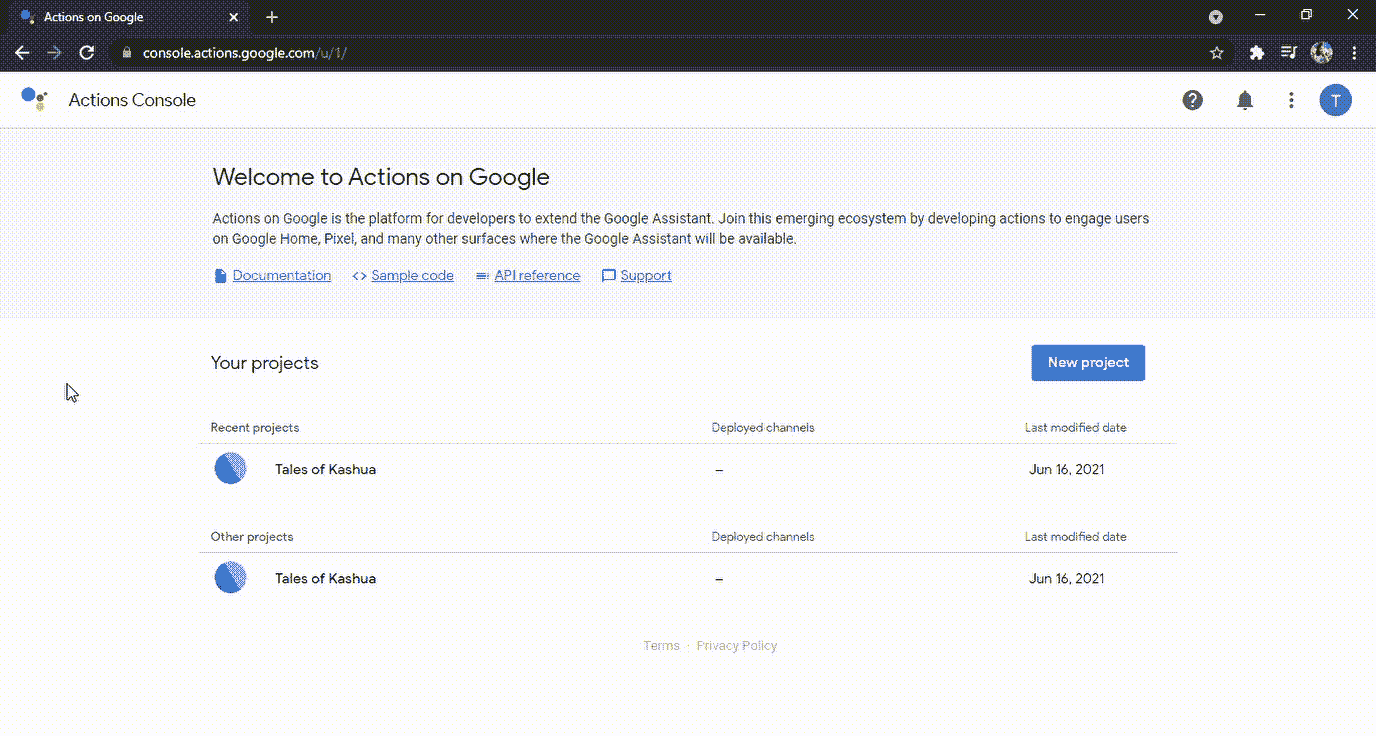 Actions on Google
console.actions.google.com/u/1/
Actions Console
T
Welcome to Actions on Google
Actions on Google is the platform for developers to extend the Google Assistant. Join this emerging ecosystem by developing actions to engage users
on Google Home, Pixel, and many other surfaces where the Google Assistant will be available.
Documentation <> Sample code API reference Support
Your projects New project
Recent projects Deployed channels Last modified date
Tales of Kashua – Jun 16, 2021
Other projects Deployed channels Last modified date
Tales of Kashua – Jun 16, 2021
Terms · Privacy Policy